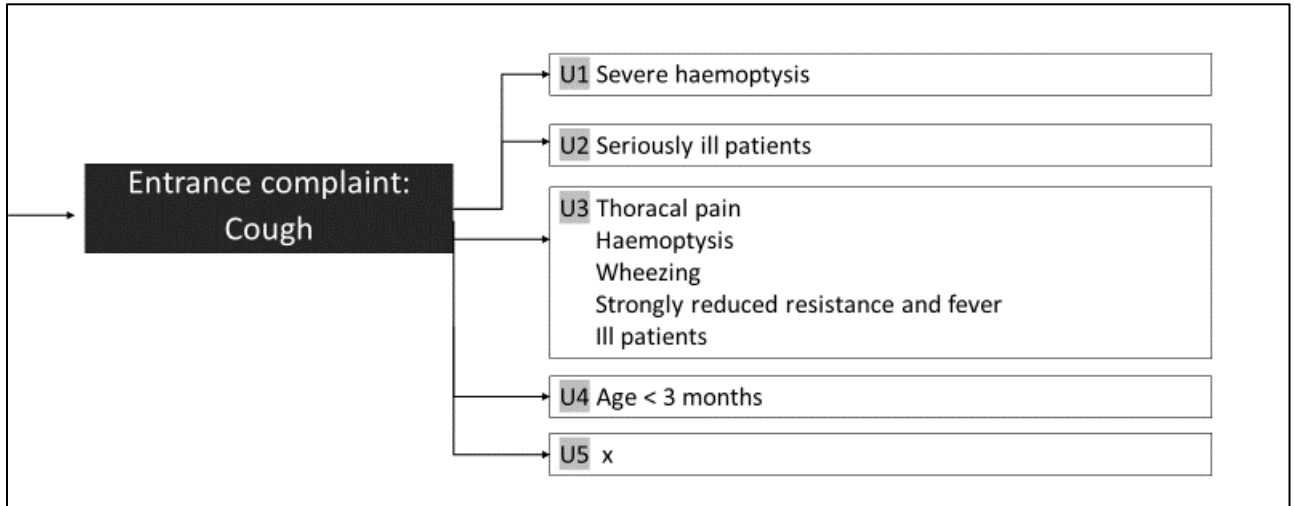 Entrance complaint:
Cough
U1 Severe haemoptysis
U2 Seriously ill patients
U3 Thoracal pain
Haemoptysis
Wheezing
Strongly reduced resistance and fever
Ill patients
U4 Age < 3 months
U5 x